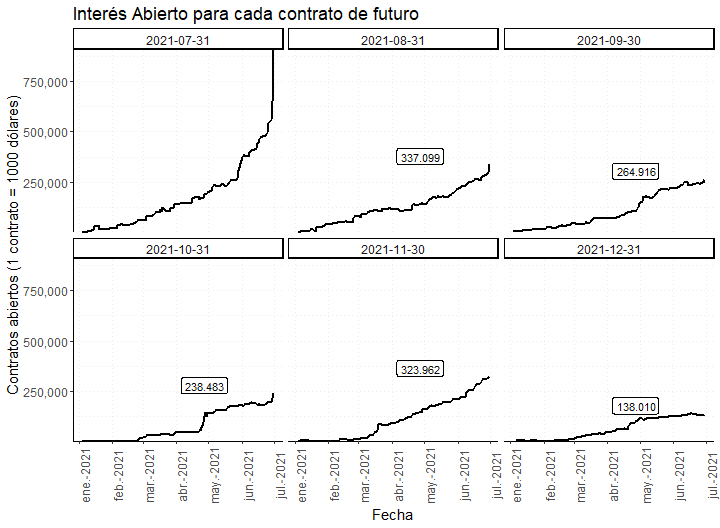 Interés Abierto para cada contrato de futuro
2021-07-31
2021-08-31
2021-09-30
750,000
500,000
250,000
337.099
264.916
2021-10-31
2021-11-30
2021-12-31
750,000
500,000
250,000
238.483
323.962
138.010
Contratos abiertos (1 contrato = 1000 dólares)
ene.-2021
feb.-2021
mar.-2021
abr.-2021
may.-2021
jun.-2021
jul.-2021
ene.-2021
feb.-2021
mar.-2021
abr.-2021
may.-2021
jun.-2021
jul.-2021
ene.-2021
feb.-2021
mar.-2021
abr.-2021
may.-2021
jun.-2021
jul.-2021
Fecha